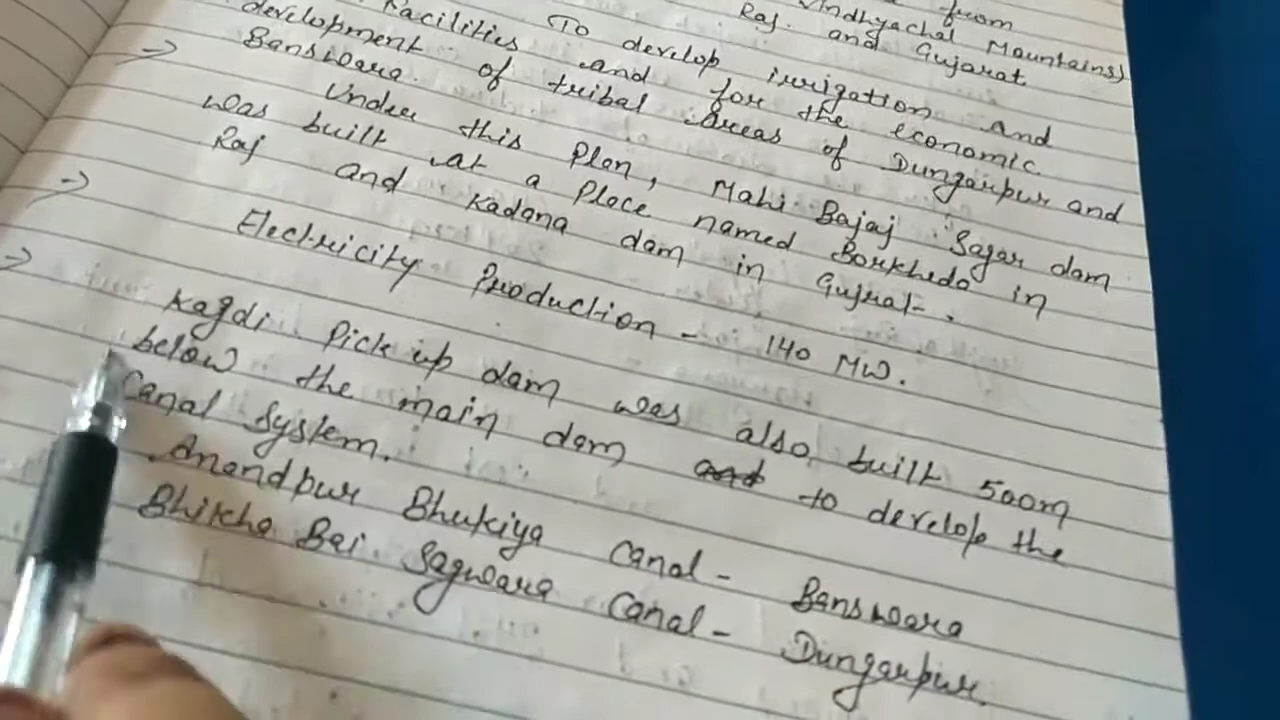 from
Vindhyachal Mountains)
Raj. and Gujarat
(To develop irrigation And
Facilities and for the economic
development of tribal Areas of Dungarpur and
→ Banswara.
Under this Plan, Mahi Bajaj Sagar dam
was built at a Place named Borkheda in
Raj and Kadana dam in Gujrat.
→ Electricity Production - 140 MW.
→ Kagdi Pick up dam was also built 500m
below the main dam to develop the
Canal System.
Anandpur Bhukiya Canal - Banswara
Bhikha Bai Sagwara Canal - Dungarpur.